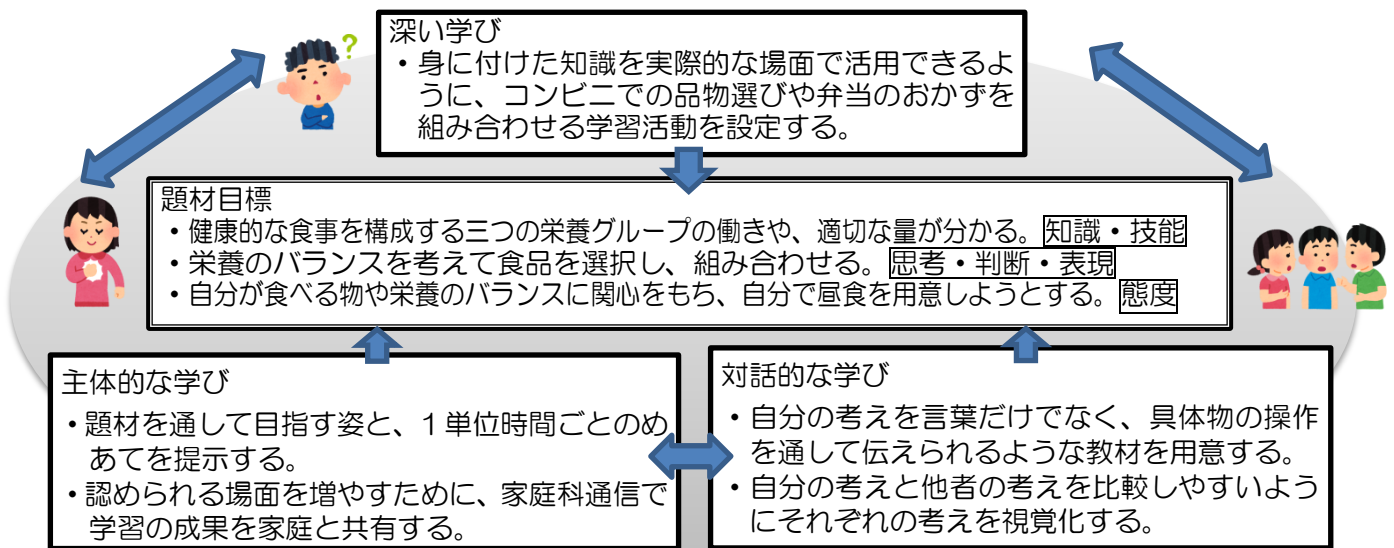 ?
深い学び
・身に付けた知識を実際的な場面で活用できるよ
うに、コンビニでの品物選びや弁当のおかずを
組み合わせる学習活動を設定する。
題材目標
・健康的な食事を構成する三つの栄養グループの働きや、適切な量が分かる。知識・技能
・栄養のバランスを考えて食品を選択し、組み合わせる。思考・判断・表現
・自分が食べる物や栄養のバランスに関心をもち、自分で昼食を用意しようとする。態度
主体的な学び
・題材を通して目指す姿と、1単位時間ごとのめ
あてを提示する。
・認められる場面を増やすために、家庭科通信で
学習の成果を家庭と共有する。
対話的な学び
・自分の考えを言葉だけでなく、具体物の操作
を通して伝えられるような教材を用意する。
・自分の考えと他者の考えを比較しやすいよう
にそれぞれの考えを視覚化する。